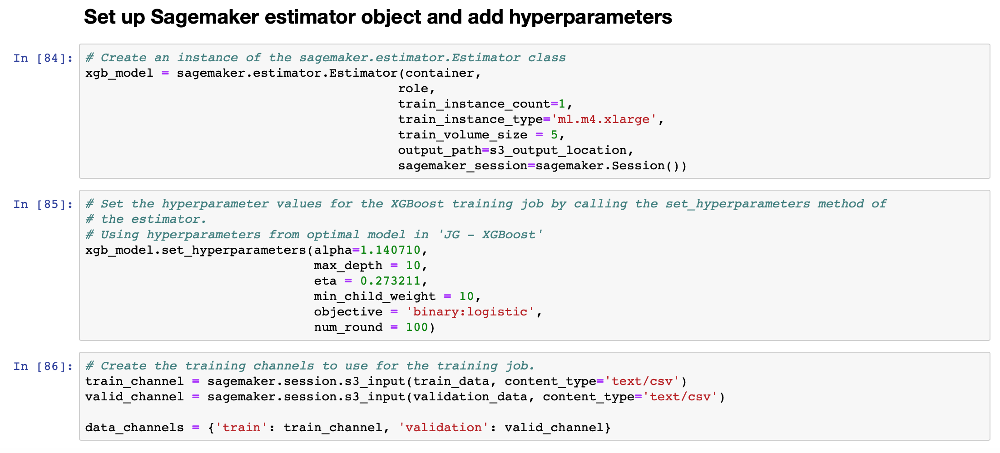 Set up Sagemaker estimator object and add hyperparameters
In [84]:
# Create an instance of the sagemaker.estimator.Estimator class
xgb_model = sagemaker.estimator.Estimator(container,
role,
train_instance_count=1,
train_instance_type='ml.m4.xlarge',
train_volume_size = 5,
output_path=s3_output_location,
sagemaker_session=sagemaker.Session())
In [85]:
# Set the hyperparameter values for the XGBoost training job by calling the set_hyperparameters method of
# the estimator.
# Using hyperparameters from optimal model in 'JG - XGBoost'
xgb_model.set_hyperparameters(alpha=1.140710,
max_depth = 10,
eta = 0.273211,
min_child_weight = 10,
objective = 'binary:logistic',
num_round = 100)
In [86]:
# Create the training channels to use for the training job.
train_channel = sagemaker.session.s3_input(train_data, content_type='text/csv')
valid_channel = sagemaker.session.s3_input(validation_data, content_type='text/csv')
data_channels = {'train': train_channel, 'validation': valid_channel}